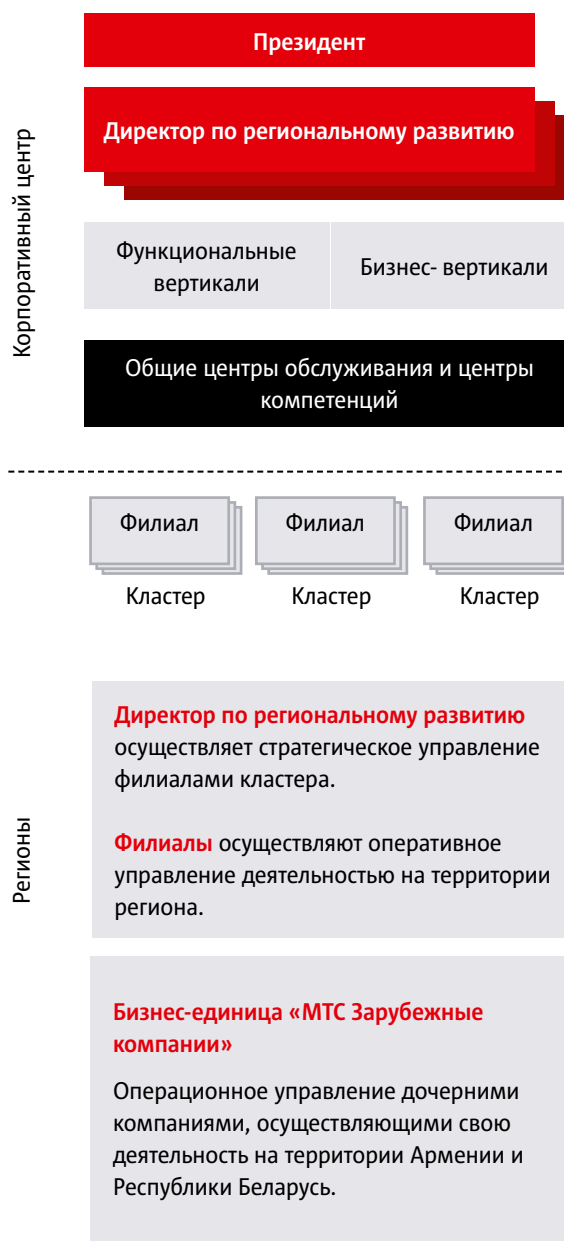 Корпоративный центр
Президент
Директор по региональному развитию
Функциональные
вертикали
Бизнес- вертикали
Общие центры обслуживания и центры
компетенций
Филиал
Филиал
Филиал
Кластер
Кластер
Кластер
Регионы
Директор по региональному развитию
осуществляет стратегическое управление
филиалами кластера.
Филиалы осуществляют оперативное
управление деятельностью на территории
региона.
Бизнес-единица «МТС Зарубежные
компании»
Операционное управление дочерними
компаниями, осуществляющими свою
деятельность на территории Армении и
Республики Беларусь.